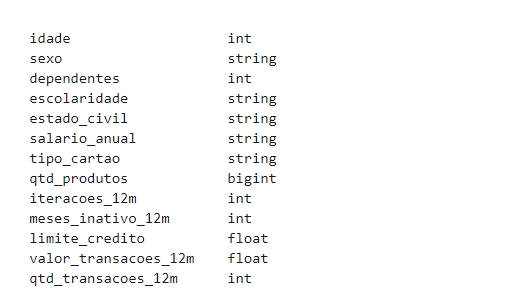 idade int
sexo string
dependentes int
escolaridade string
estado_civil string
salario_anual string
tipo_cartao string
qtd_produtos bigint
iteracoes_12m int
meses_inativo_12m int
limite_credito float
valor_transacoes_12m float
qtd_transacoes_12m int